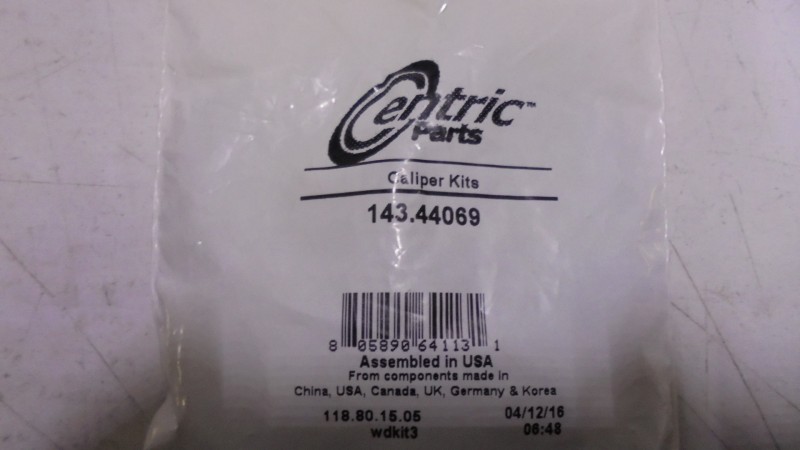 Centric™
Parts
Caliper Kits
143.44069
8 05890 64113 1
Assembled in USA
From components made in
China, USA, Canada, UK, Germany & Korea
118.80.15.05 04/12/16
wdkit3 06:48